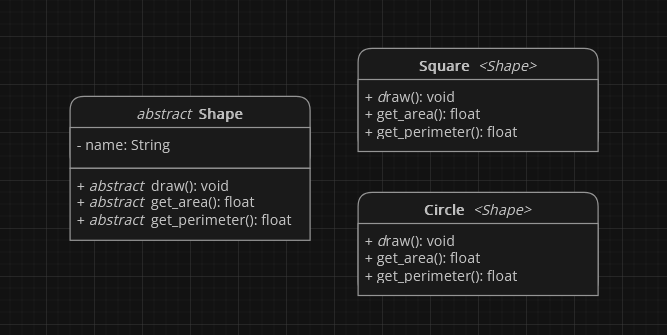 abstract Shape
- name: String
+ abstract draw(): void
+ abstract get_area(): float
+ abstract get_perimeter(): float
Square <Shape>
+ draw(): void
+ get_area(): float
+ get_perimeter(): float
Circle <Shape>
+ draw(): void
+ get_area(): float
+ get_perimeter(): float